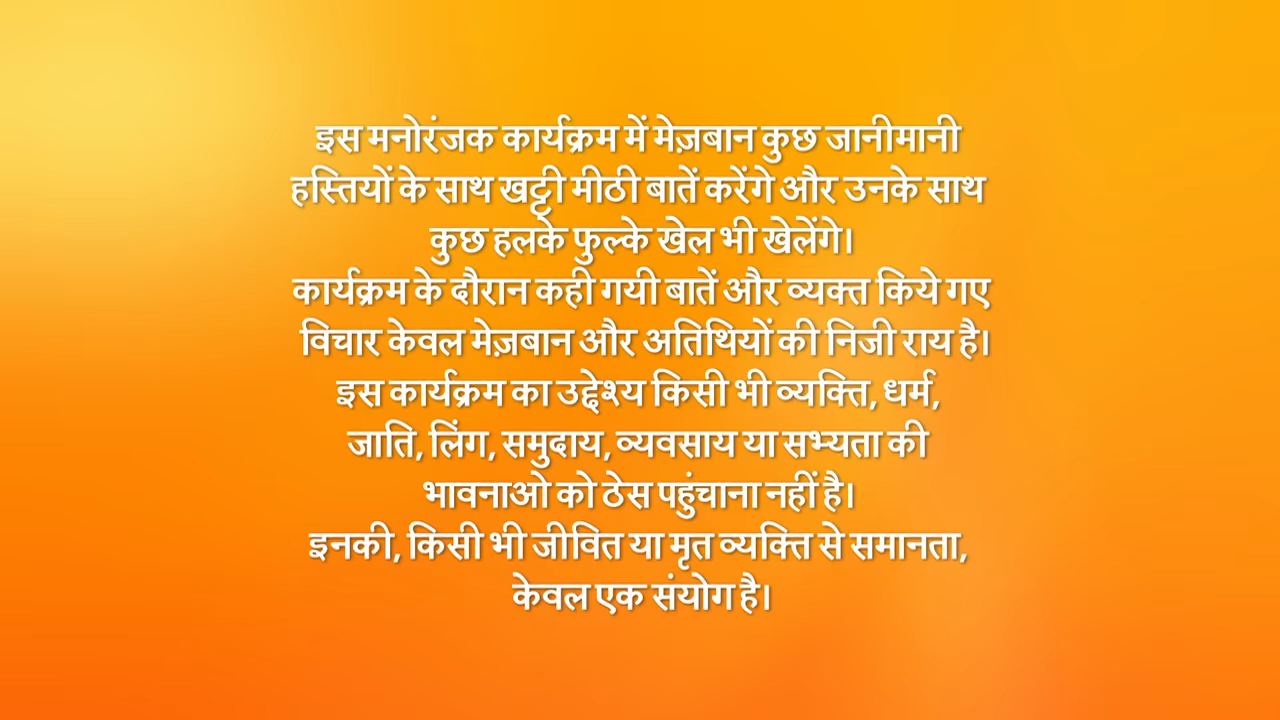 इस मनोरंजक कार्यक्रम में मेज़बान कुछ जानीमानी
हस्तियों के साथ खट्टी मीठी बातें करेंगे और उनके साथ
कुछ हलके फुल्के खेल भी खेलेंगे।
कार्यक्रम के दौरान कही गयी बातें और व्यक्त किये गए
विचार केवल मेज़बान और अतिथियों की निजी राय है।
इस कार्यक्रम का उद्देश्य किसी भी व्यक्ति, धर्म,
जाति, लिंग, समुदाय, व्यवसाय या सभ्यता की
भावनाओ को ठेस पहुंचाना नहीं है।
इनकी, किसी भी जीवित या मृत व्यक्ति से समानता,
केवल एक संयोग है।